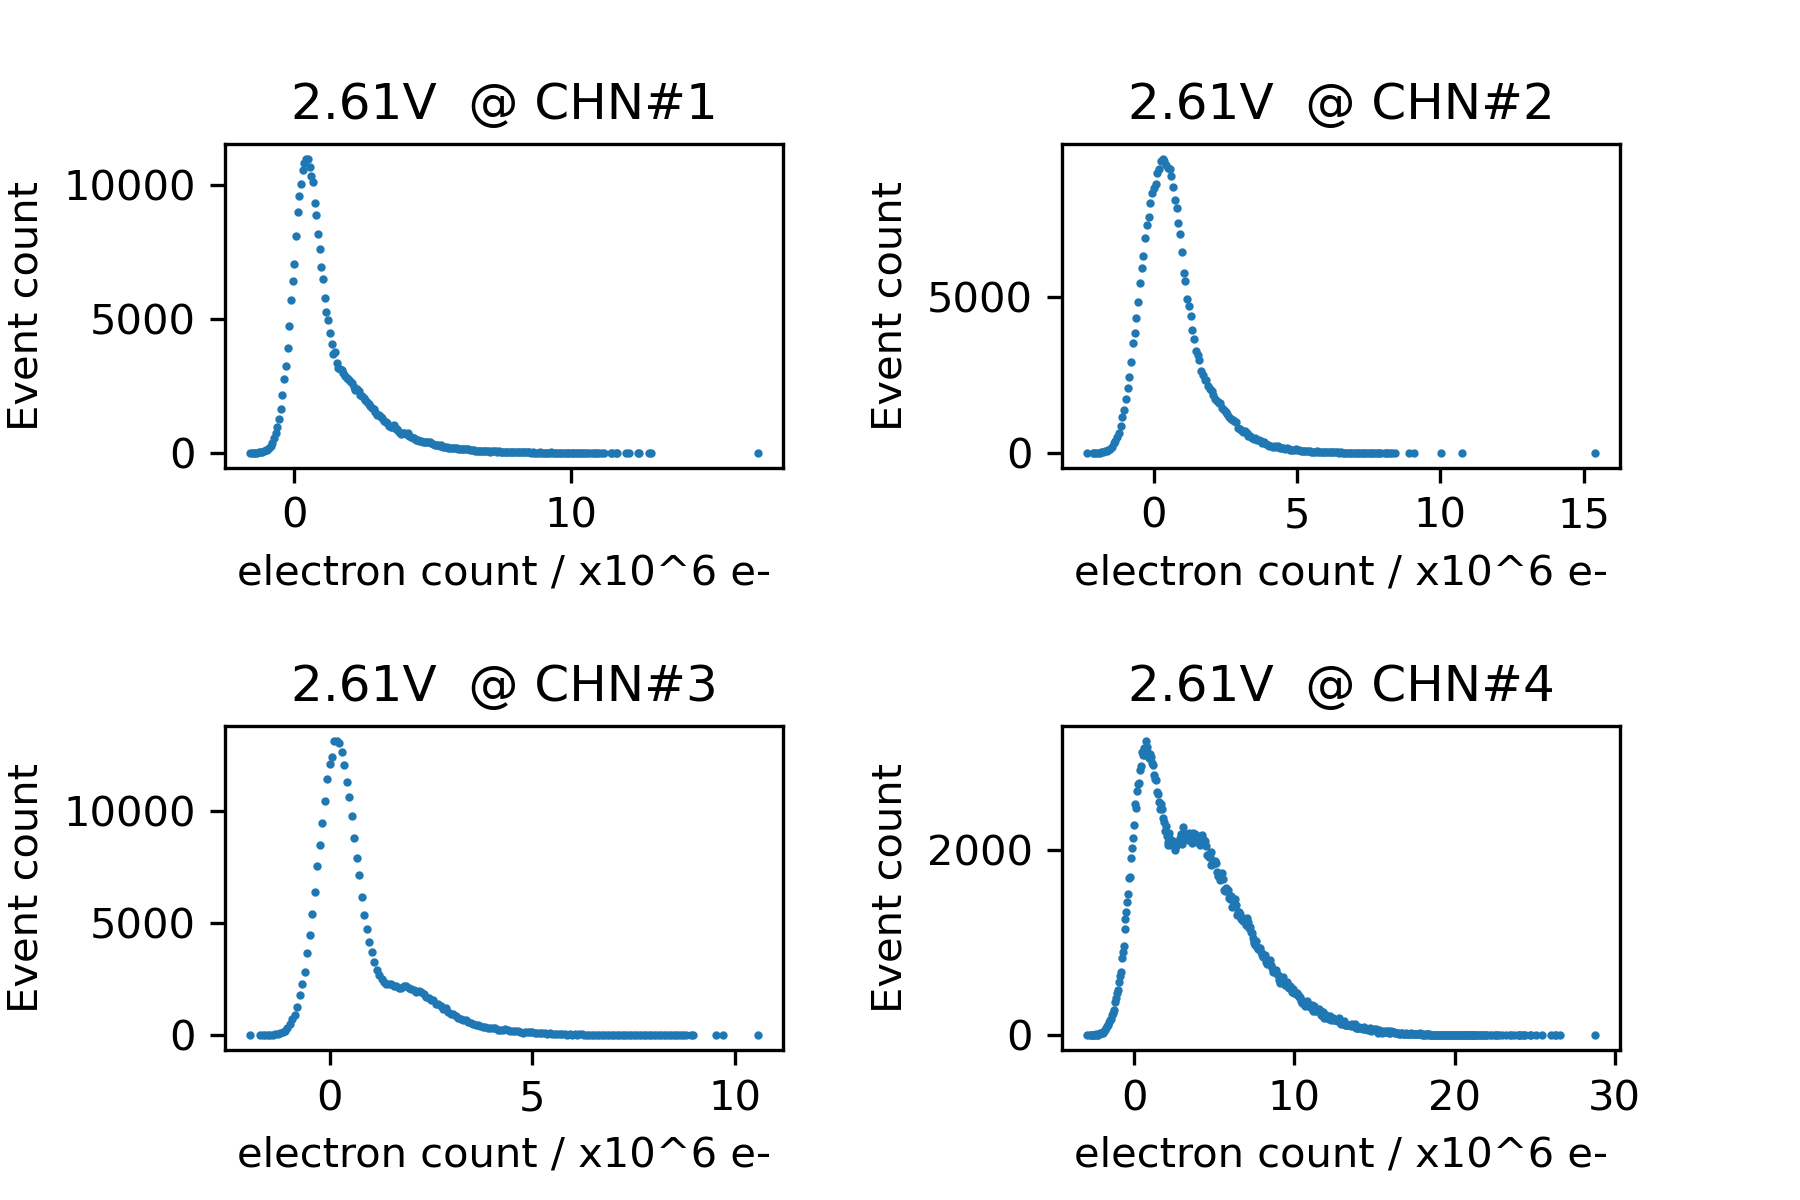 2.61V  @ CHN#1
Event count
10000
5000
0
0 10
electron count / x10^6 e-
2.61V  @ CHN#2
Event count
5000
0
0 5 10 15
electron count / x10^6 e-
2.61V  @ CHN#3
Event count
10000
5000
0
0 5 10
electron count / x10^6 e-
2.61V  @ CHN#4
Event count
2000
0
0 10 20 30
electron count / x10^6 e-